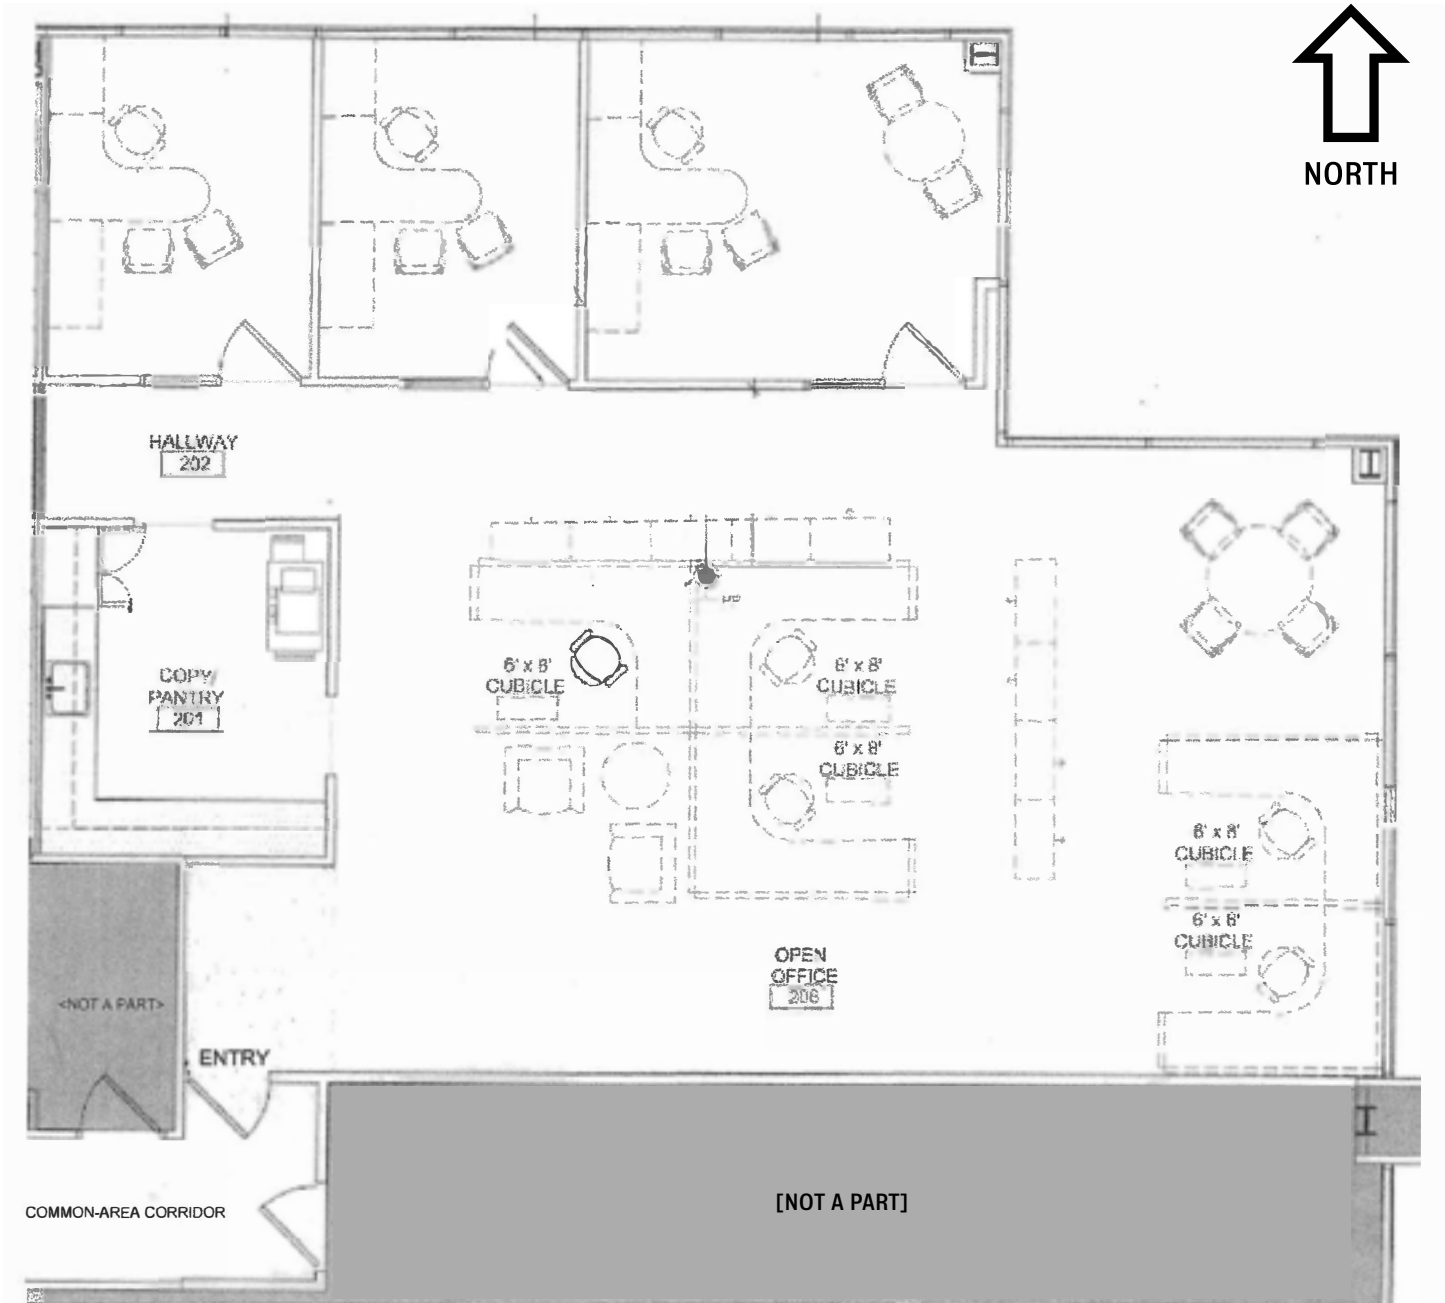 NORTH
HALLWAY
202
COPY/
PANTRY
201
6' x 8'
CUBICLE
6' x 8'
CUBICLE
6' x 8'
CUBICLE
6' x 8'
CUBICLE
6' x 8'
CUBICLE
OPEN
OFFICE
206
<NOT A PART>
ENTRY
COMMON-AREA CORRIDOR
[NOT A PART]